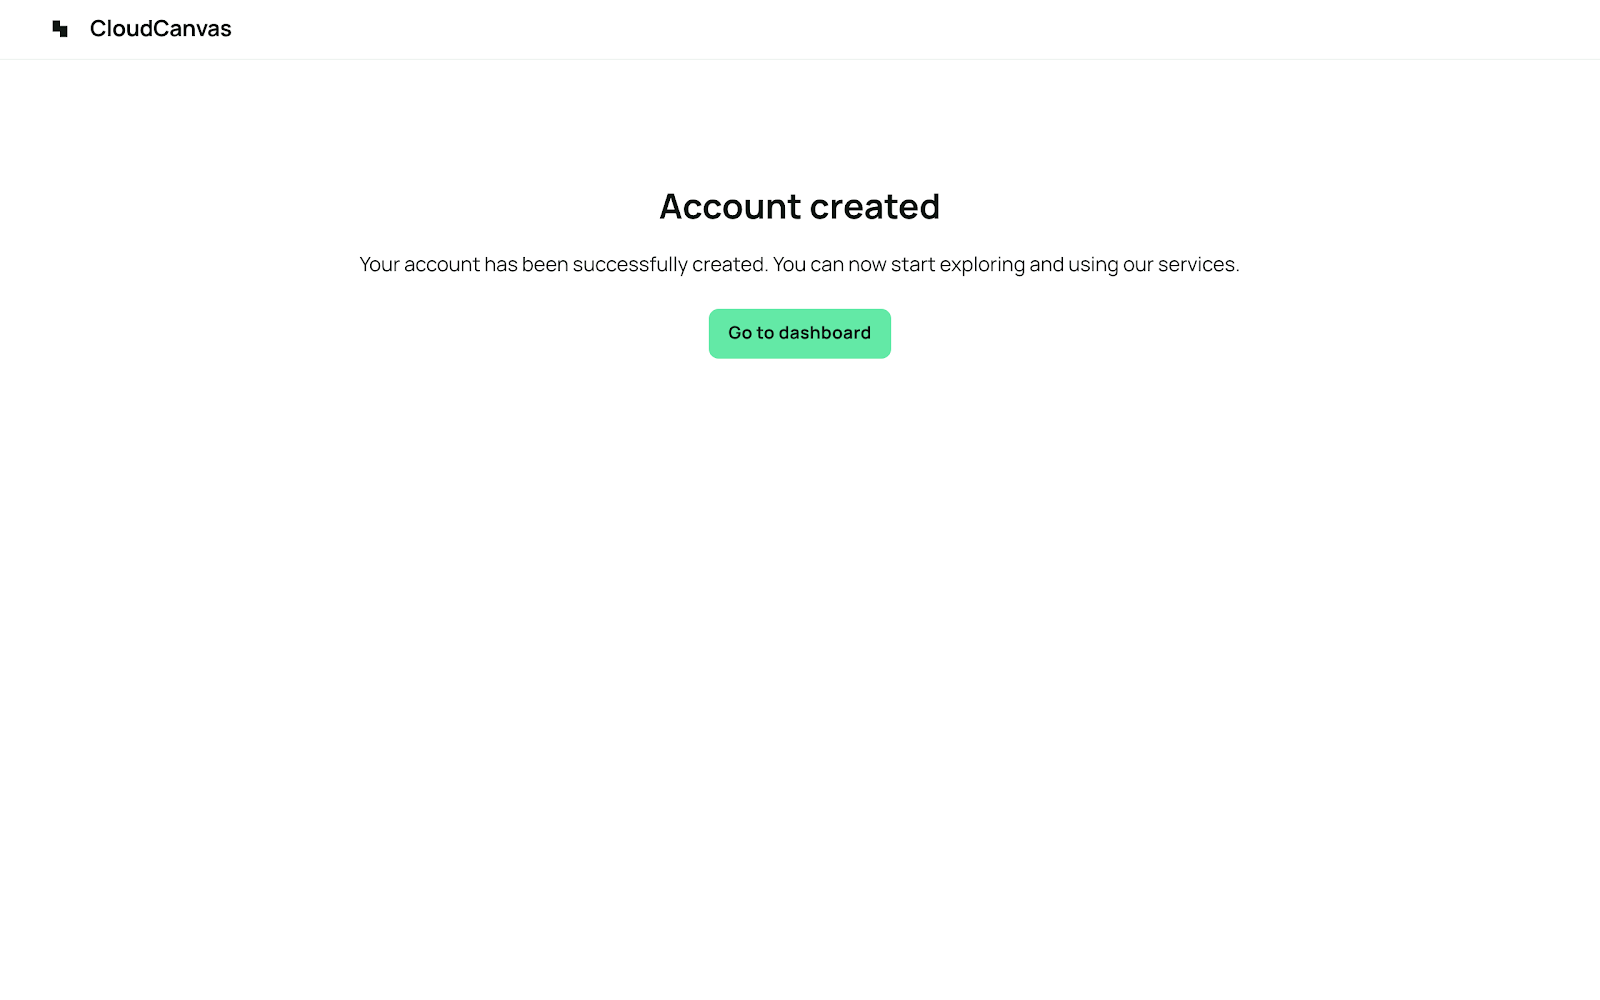 CloudCanvas
Account created
Your account has been successfully created. You can now start exploring and using our services.
Go to dashboard